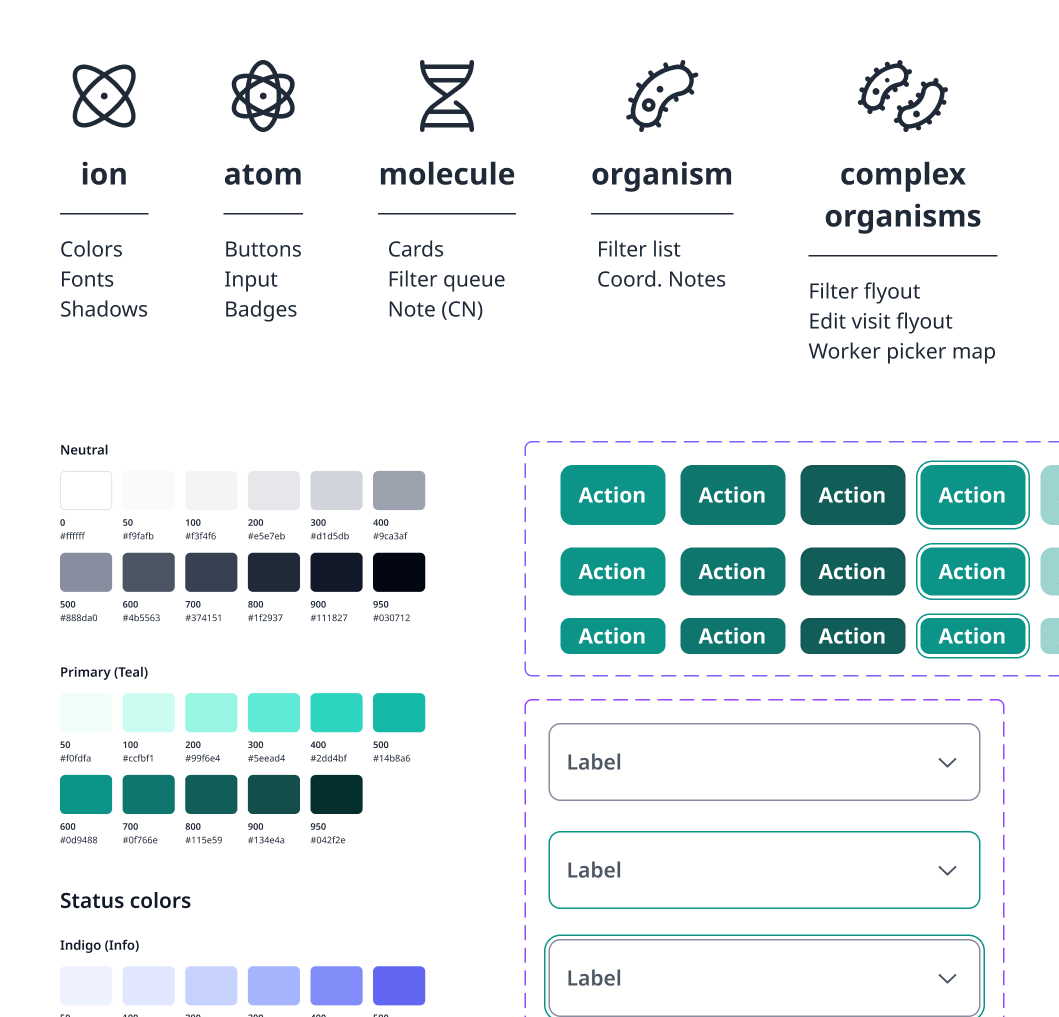 ion
Colors
Fonts
Shadows
atom
Buttons
Input
Badges
molecule
Cards
Filter queue
Note (CN)
organism
Filter list
Coord. Notes
complex
organisms
Filter flyout
Edit visit flyout
Worker picker map
Neutral
0 50 100 200 300 400
#ffffff #f9fafb #f3f4f6 #e5e7eb #d1d5db #9ca3af
500 600 700 800 900 950
#888da0 #4b5563 #374151 #1f2937 #111827 #030712
Primary (Teal)
50 100 200 300 400 500
#f0fdfa #ccfbf1 #99f6e4 #5eead4 #2dd4bf #14b8a6
600 700 800 900 950
#0d9488 #0f766e #115e59 #134e4a #042f2e
Status colors
Indigo (Info)
Action Action Action Action
Action Action Action Action
Action Action Action Action
Label
Label
Label